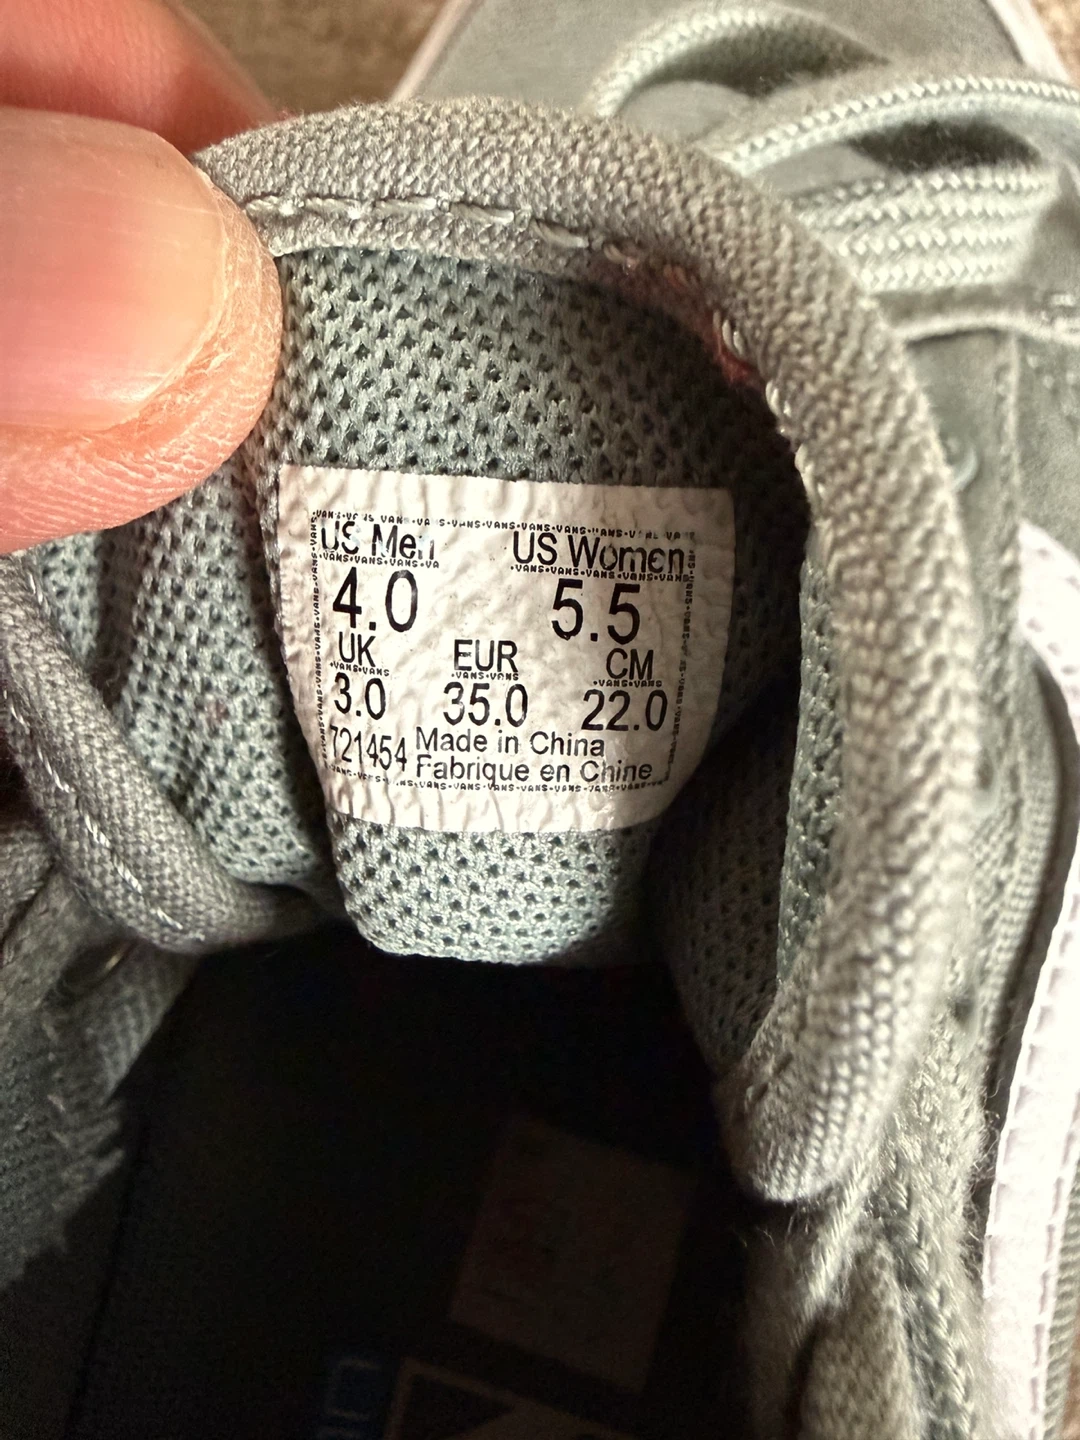 US Men US Women
4.0 5.5
UK EUR CM
3.0 35.0 22.0
721454 Made in China
Fabrique en Chine